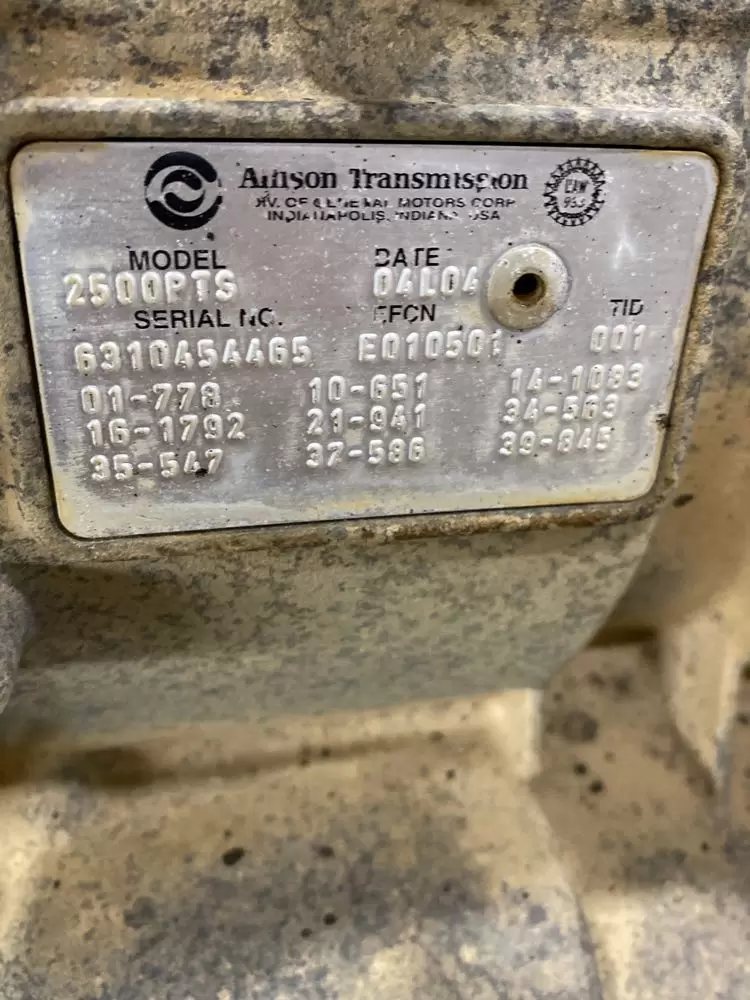 Allison Transmission
DIV. OF GENERAL MOTORS CORP
INDIANAPOLIS, INDIANA USA
UAW
933
MODEL DATE
2500PTS 04L04
SERIAL NO. EFCN TID
6310454465 E010501 001
01-778 10-651 14-1083
16-1792 21-941 34-563
35-547 37-586 39-845